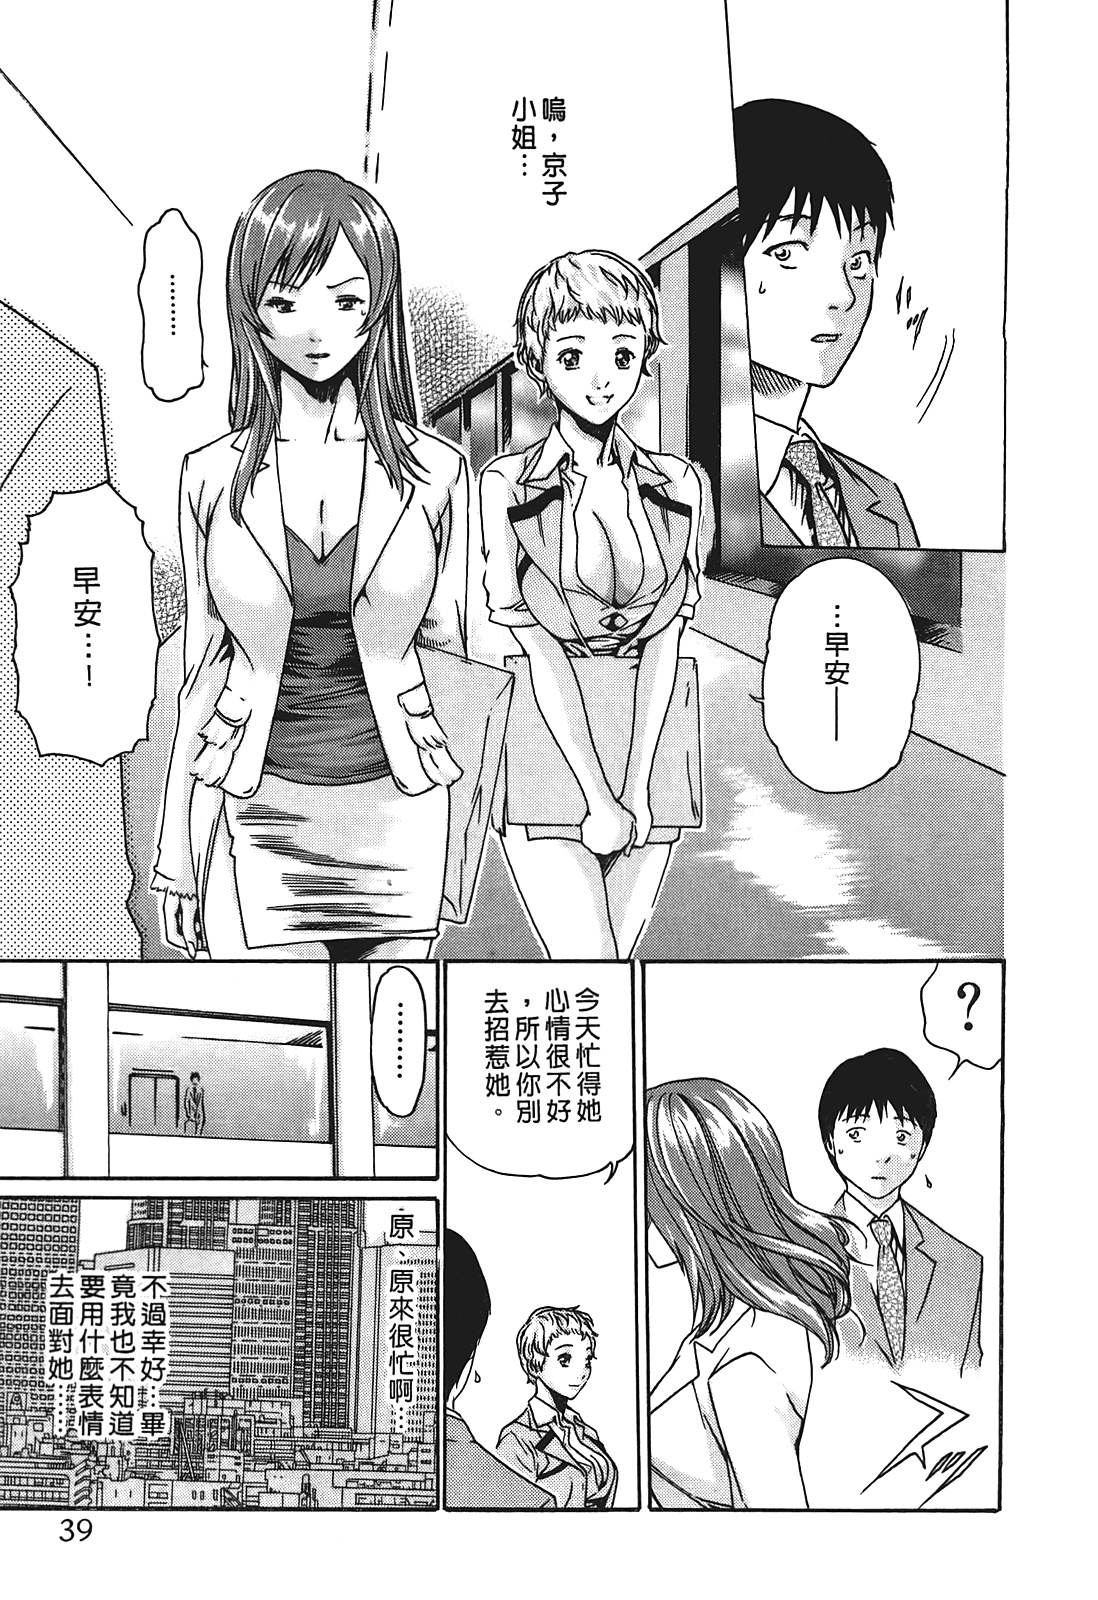 嗚，京子
小姐…
…早安──
………
早安…！
？
今天忙得她
心情很不好
，所以你別
去招惹她。
………
原、原來很忙啊…
不過幸好…畢
竟我也不知道
要用什麼表情
去面對她……
39